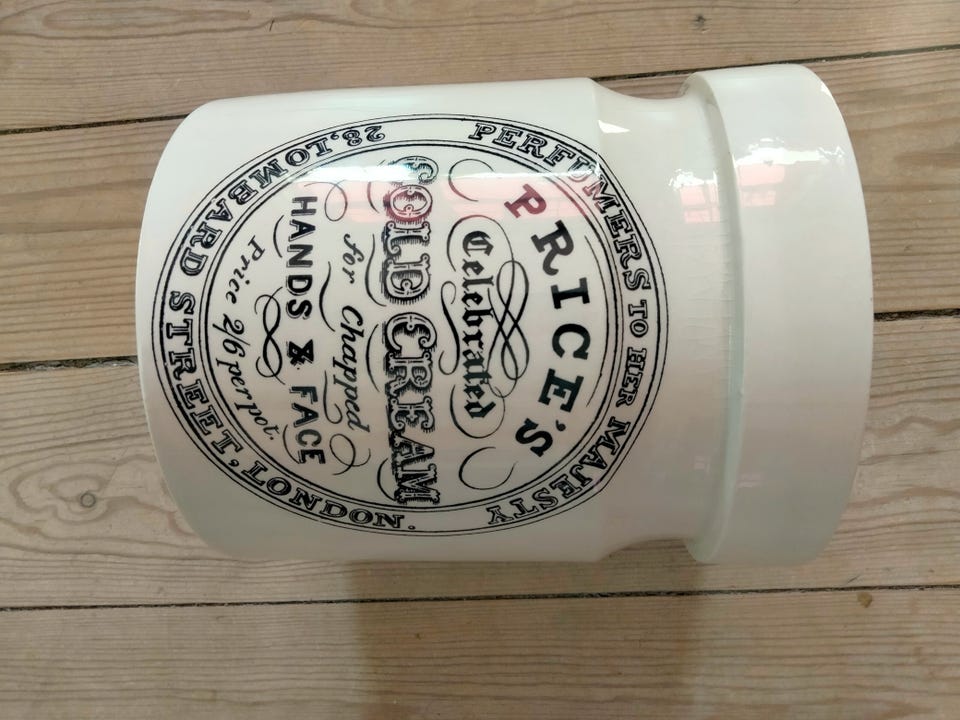 PERFUMERS TO HER MAJESTY
PRICE'S
Celebrated
COLD CREAM
for Chapped
HANDS & FACE
Price 2/6 per pot.
28, LOMBARD STREET, LONDON.